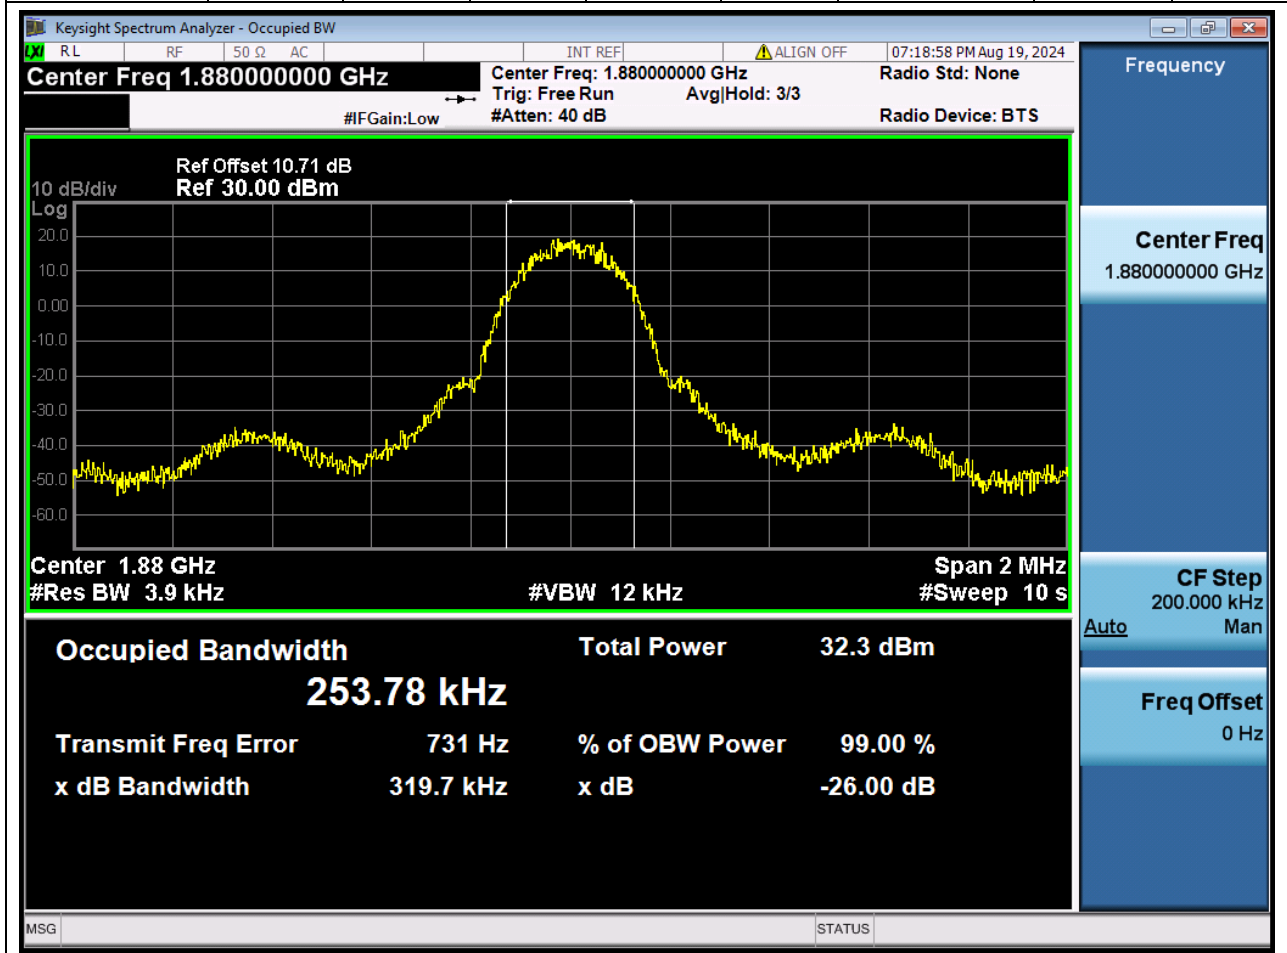 Keysight Spectrum Analyzer - Occupied BW
LXI RL RF 50 Ω AC INT REF ALIGN OFF 07:18:58 PM Aug 19, 2024
Center Freq 1.880000000 GHz
#IFGain:Low
Center Freq: 1.880000000 GHz
Trig: Free Run Avg|Hold: 3/3
#Atten: 40 dB
Radio Std: None
Radio Device: BTS
Ref Offset 10.71 dB
10 dB/div Ref 30.00 dBm
Log
20.0
10.0
0.00
-10.0
-20.0
-30.0
-40.0
-50.0
-60.0
Center 1.88 GHz Span 2 MHz
#Res BW 3.9 kHz #VBW 12 kHz #Sweep 10 s
Occupied Bandwidth Total Power 32.3 dBm
253.78 kHz
Transmit Freq Error 731 Hz % of OBW Power 99.00 %
x dB Bandwidth 319.7 kHz x dB -26.00 dB
Frequency
Center Freq
1.880000000 GHz
CF Step
200.000 kHz
Auto Man
Freq Offset
0 Hz
MSG STATUS